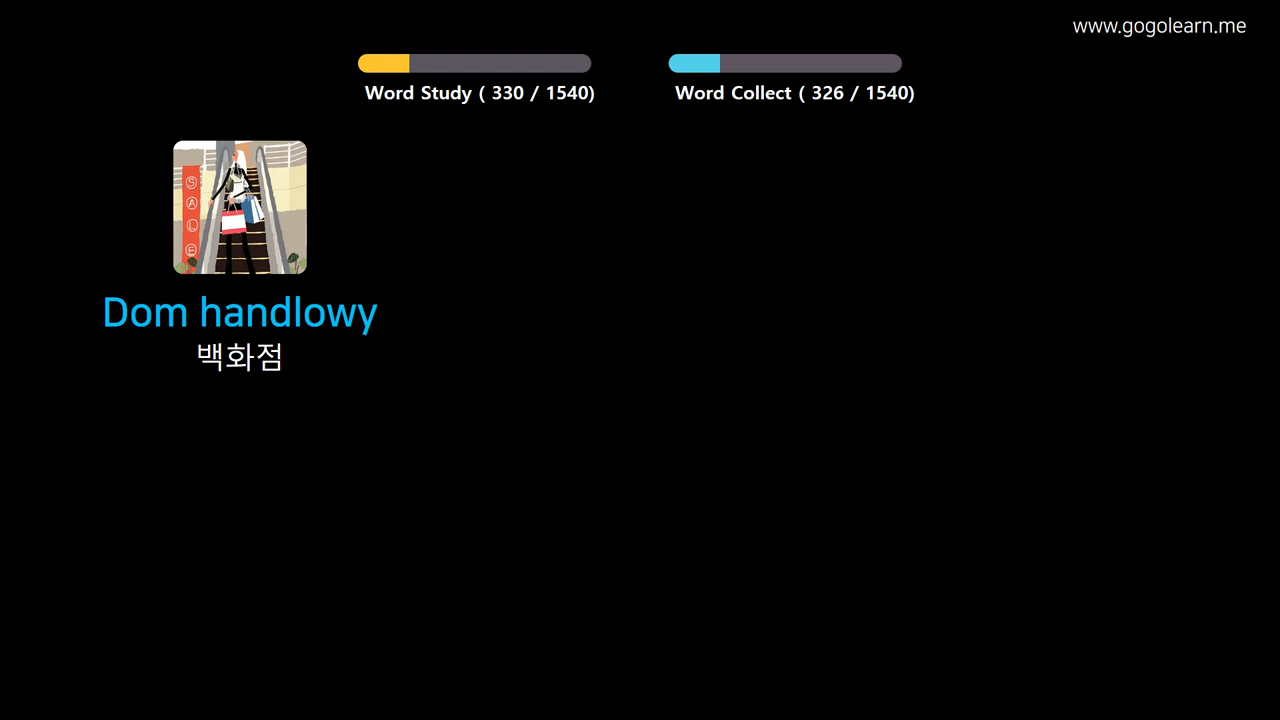 www.gogolearn.me
Word Study ( 330 / 1540)
Word Collect ( 326 / 1540)
SALE
Dom handlowy
백화점